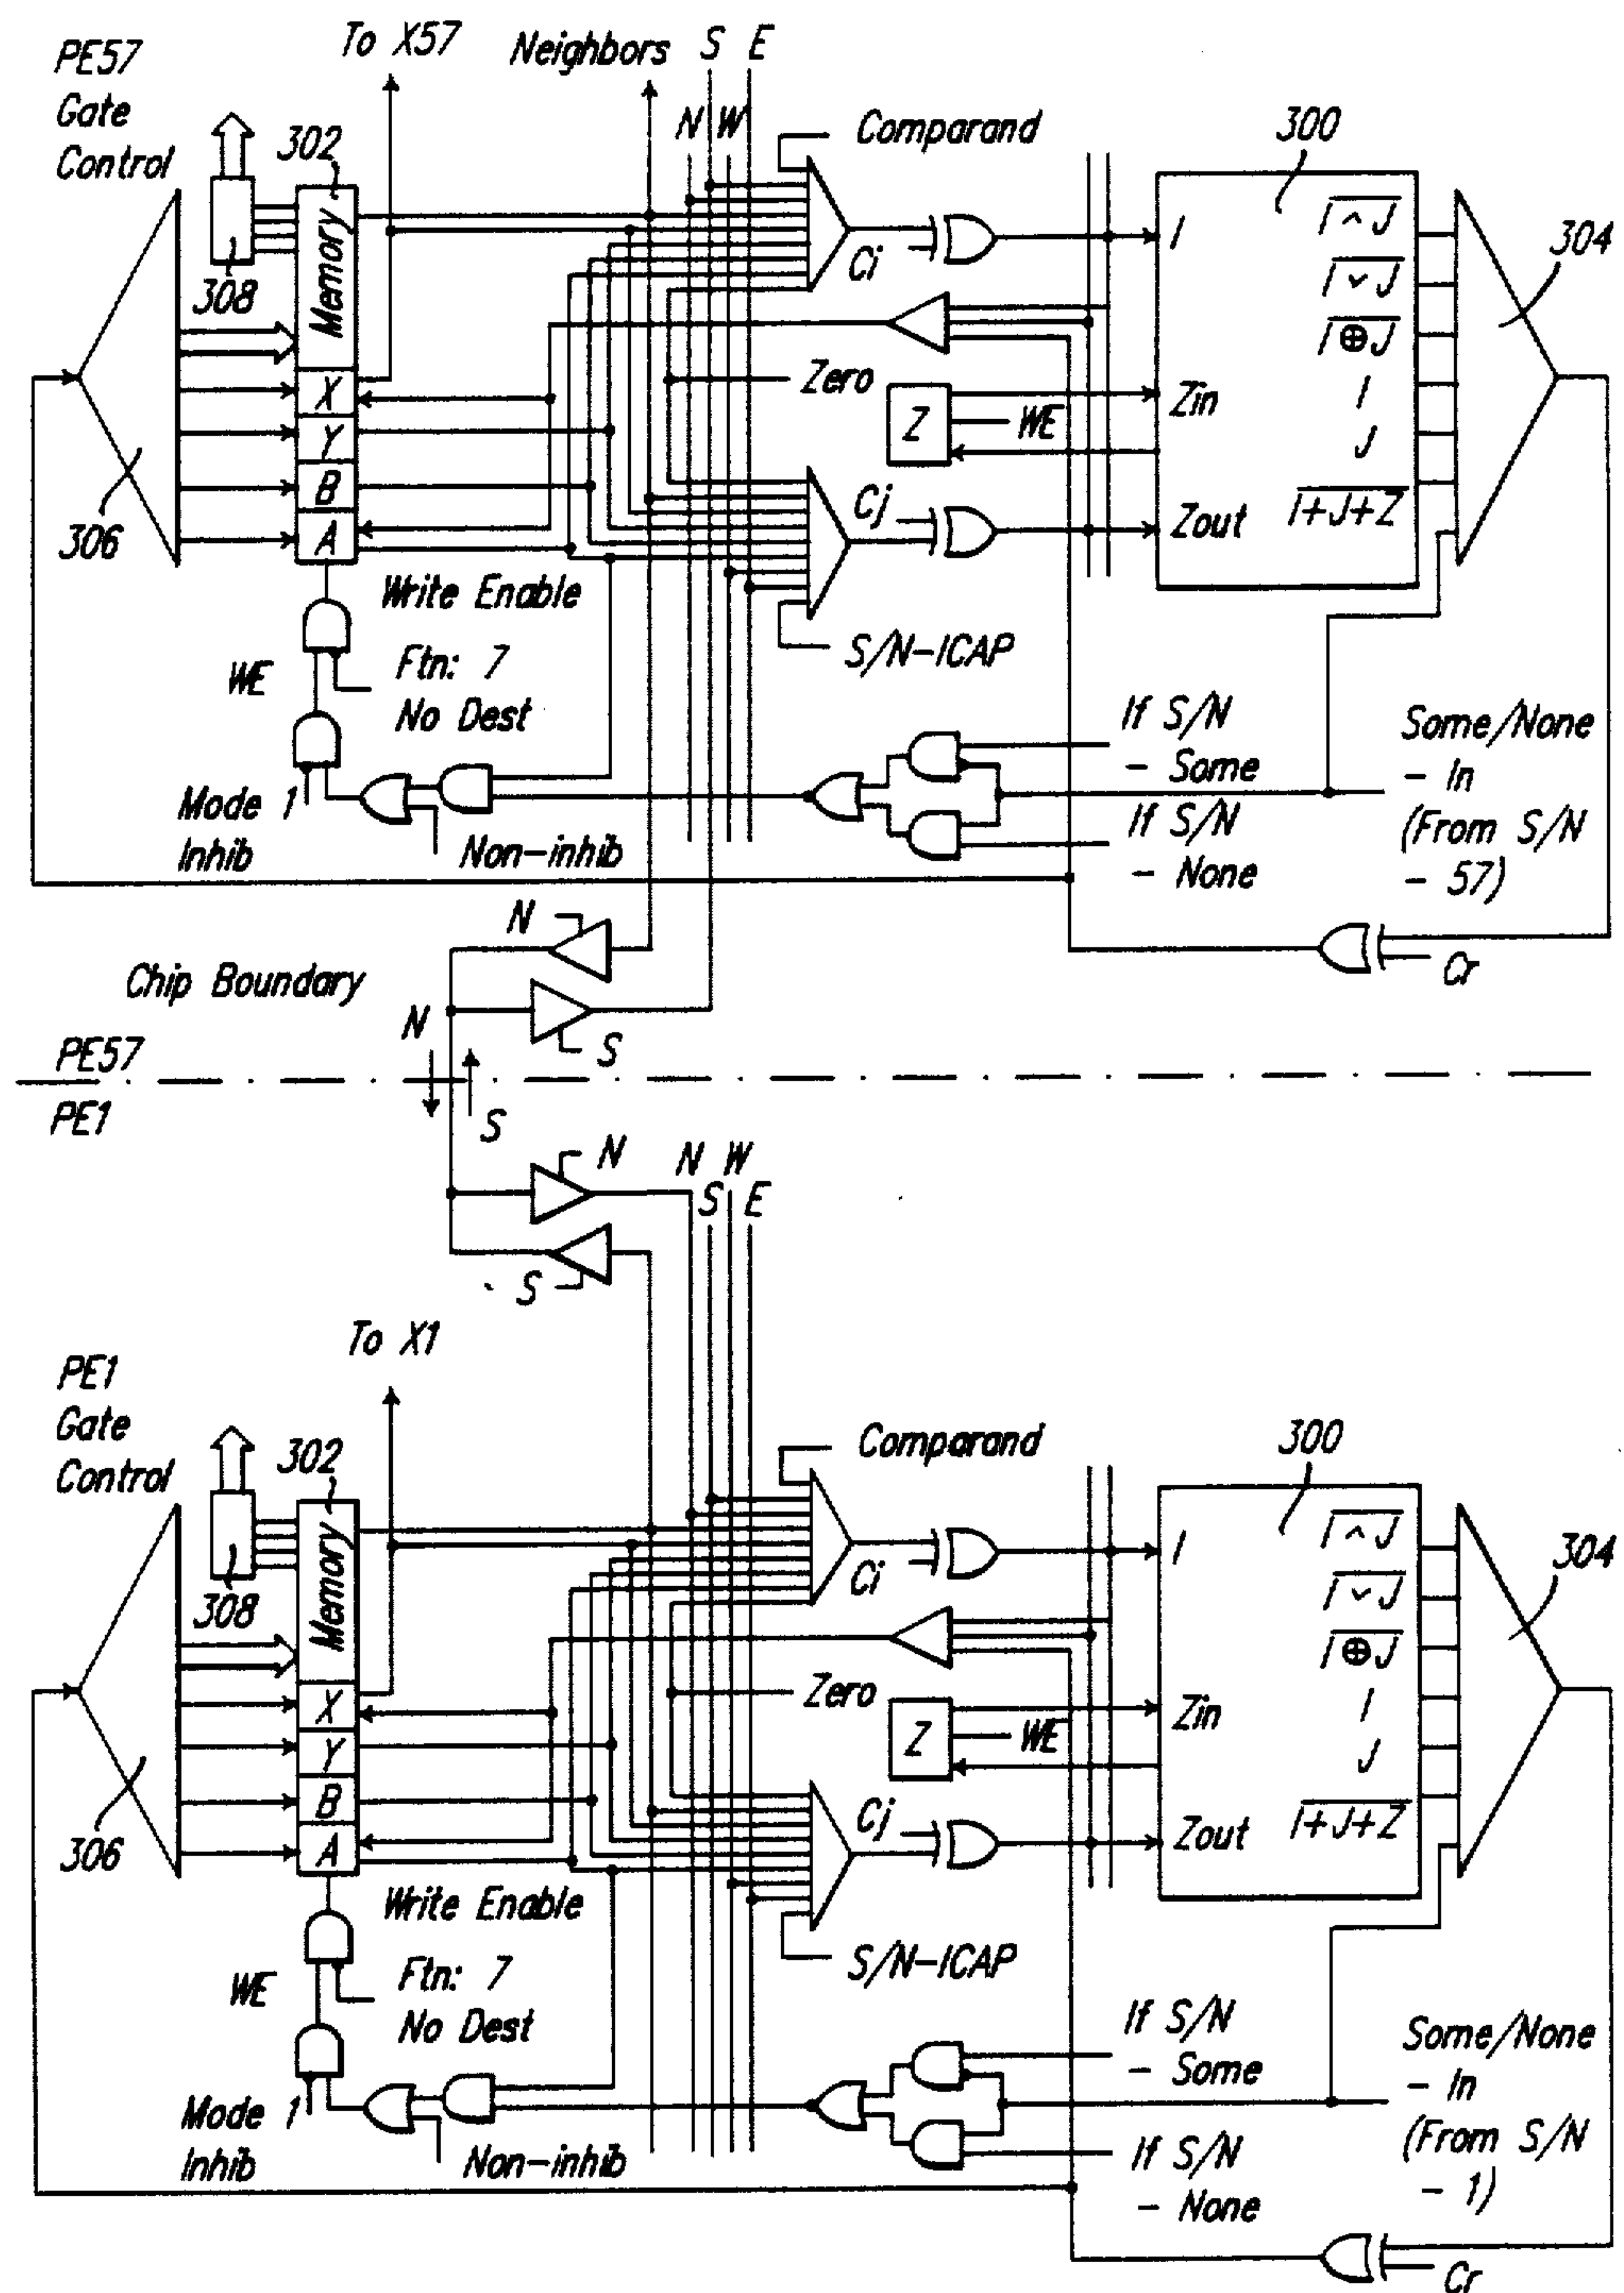 PE57
Gate
Control
To X57
Neighbors
S E
N W
302
308
Memory
X
Y
B
A
306
Comparand
Ci
300
304
I
I ^ J
I v J
I ⊕ J
I
J
I+J+Z
Zin
Zout
Zero
Z
WE
Cj
S/N-ICAP
Write Enable
WE
Ftn: 7
No Dest
Mode 1
Inhib
Non-inhib
If S/N
- Some
If S/N
- None
Some/None
- In
(From S/N
- 57)
Cr
N
Chip Boundary
S
N
PE57
PE1
S
N
S
N W
S E
To X1
PE1
Gate
Control
302
308
Memory
X
Y
B
A
306
Comparand
Ci
300
304
I
I ^ J
I v J
I ⊕ J
I
J
I+J+Z
Zin
Zout
Zero
Z
WE
Cj
S/N-ICAP
Write Enable
WE
Ftn: 7
No Dest
Mode 1
Inhib
Non-inhib
If S/N
- Some
If S/N
- None
Some/None
- In
(From S/N
- 1)
Cr